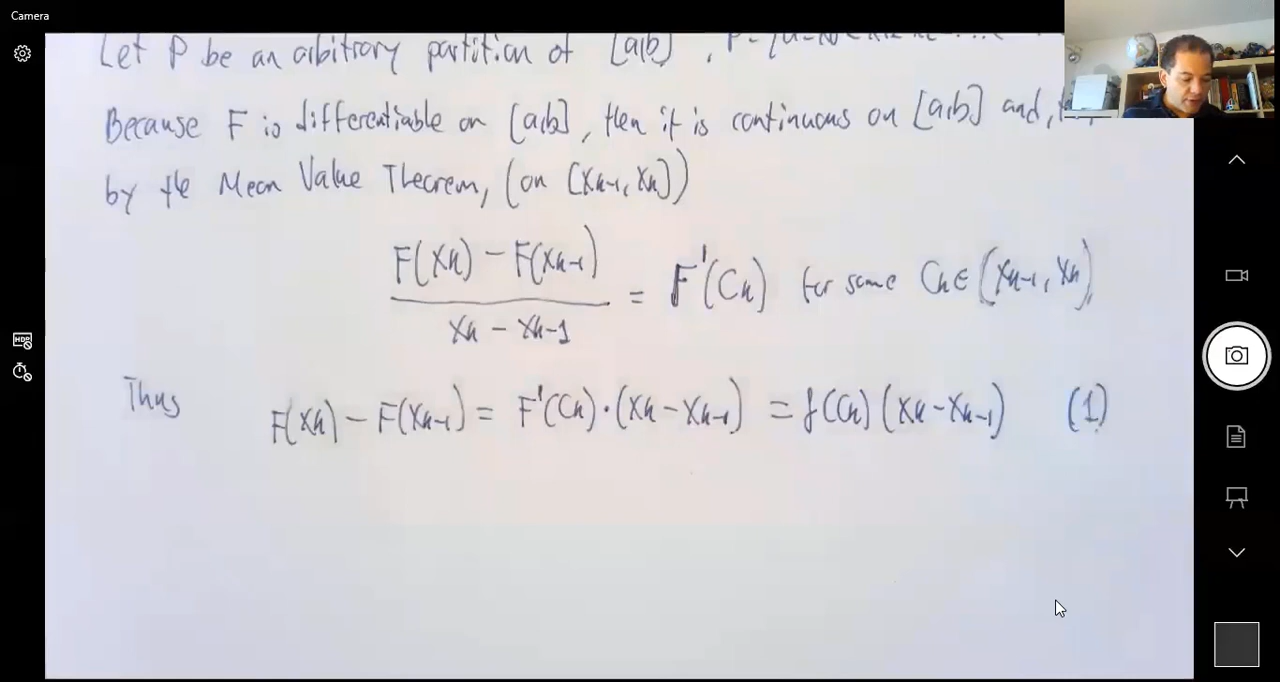 Camera
Let P be an arbitrary partition of [a,b], P = {a = x0 < x1 <
Because F is differentiable on [a,b], then it is continuous on [a,b] and,
by the Mean Value Theorem, (on [xk-1, xk])
F(xk) - F(xk-1)
xk - xk-1
= F'(Ck) for some Ck ∈ (xk-1, xk)
Thus F(xk) - F(xk-1) = F'(Ck)·(xk - xk-1) = f(Ck)(xk - xk-1) (1)